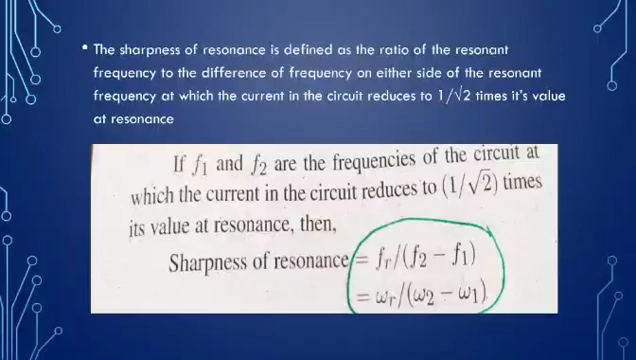 • The sharpness of resonance is defined as the ratio of the resonant
frequency to the difference of frequency on either side of the resonant
frequency at which the current in the circuit reduces to 1/√2 times it's value
at resonance
If f₁ and f₂ are the frequencies of the circuit at
which the current in the circuit reduces to (1/√2) times
its value at resonance, then,
Sharpness of resonance = fr/(f₂ − f₁)
= ωr/(ω₂ − ω₁)